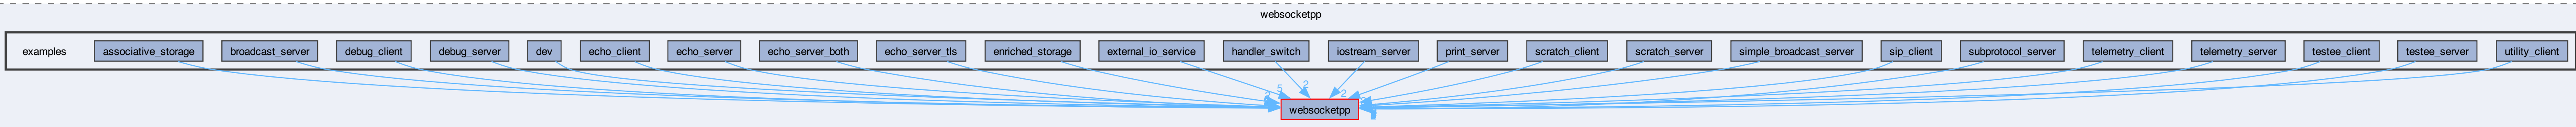 websocketpp
examples
associative_storage
broadcast_server
debug_client
debug_server
dev
echo_client
echo_server
echo_server_both
echo_server_tls
enriched_storage
external_io_service
handler_switch
iostream_server
print_server
scratch_client
scratch_server
simple_broadcast_server
sip_client
subprotocol_server
telemetry_client
telemetry_server
testee_client
testee_server
utility_client
5
2
2
websocketpp